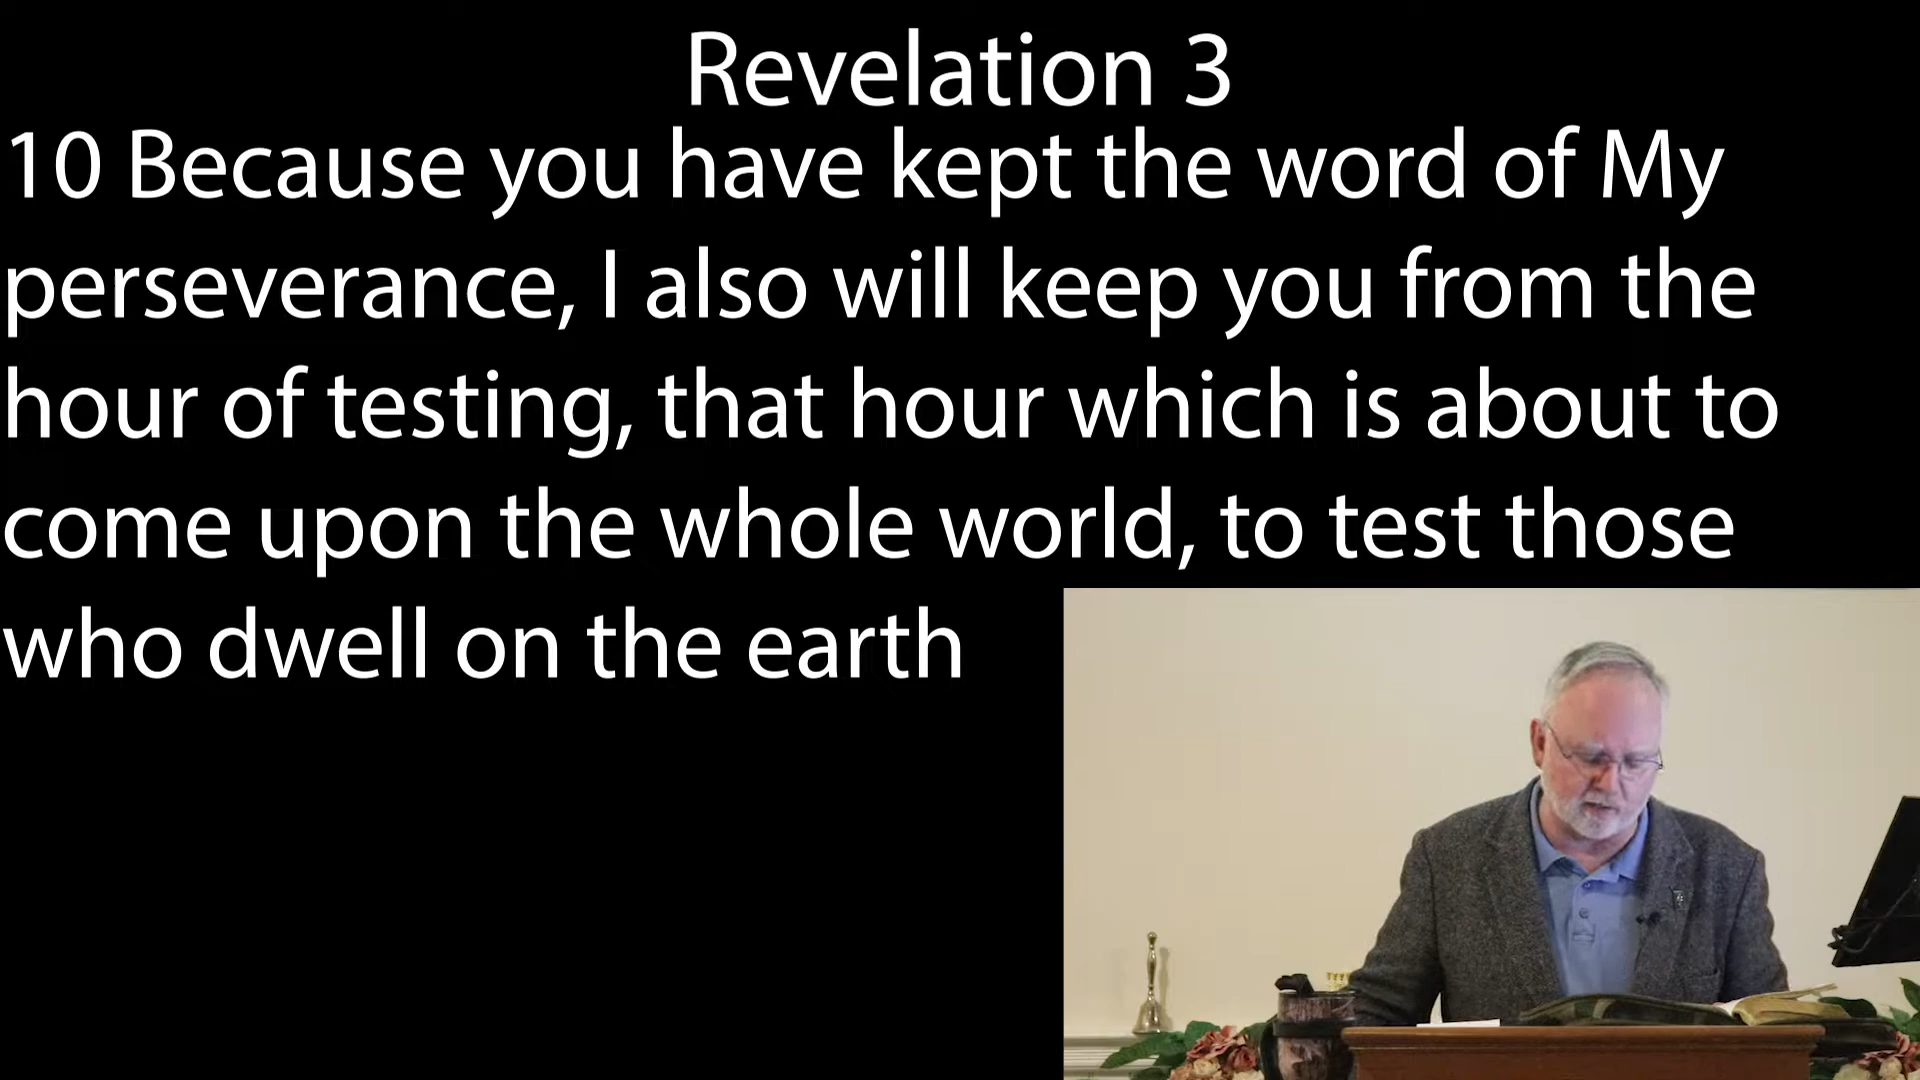 Revelation 3
10 Because you have kept the word of My
perseverance, I also will keep you from the
hour of testing, that hour which is about to
come upon the whole world, to test those
who dwell on the earth